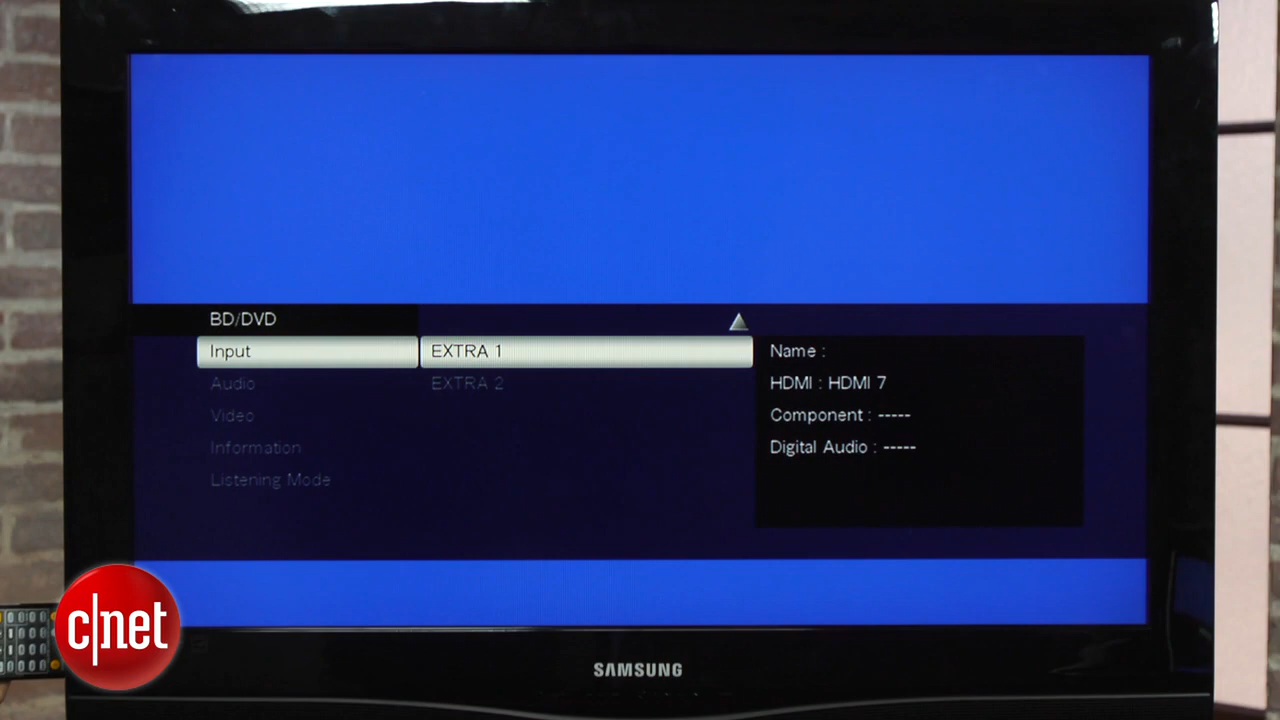 BD/DVD
Input EXTRA 1 Name :
Audio EXTRA 2 HDMI : HDMI 7
Video Component : -----
Information Digital Audio : -----
Listening Mode
c|net
SAMSUNG